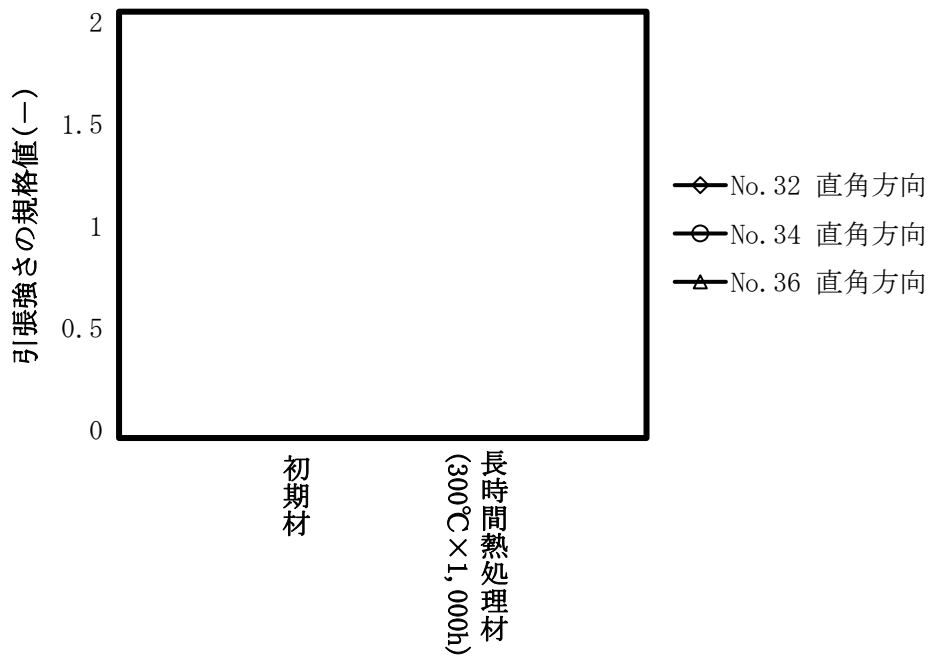 引張強さの規格値(－)
2
1.5
1
0.5
0
初期材
長時間熱処理材
(300℃×1,000h)
No.32 直角方向
No.34 直角方向
No.36 直角方向